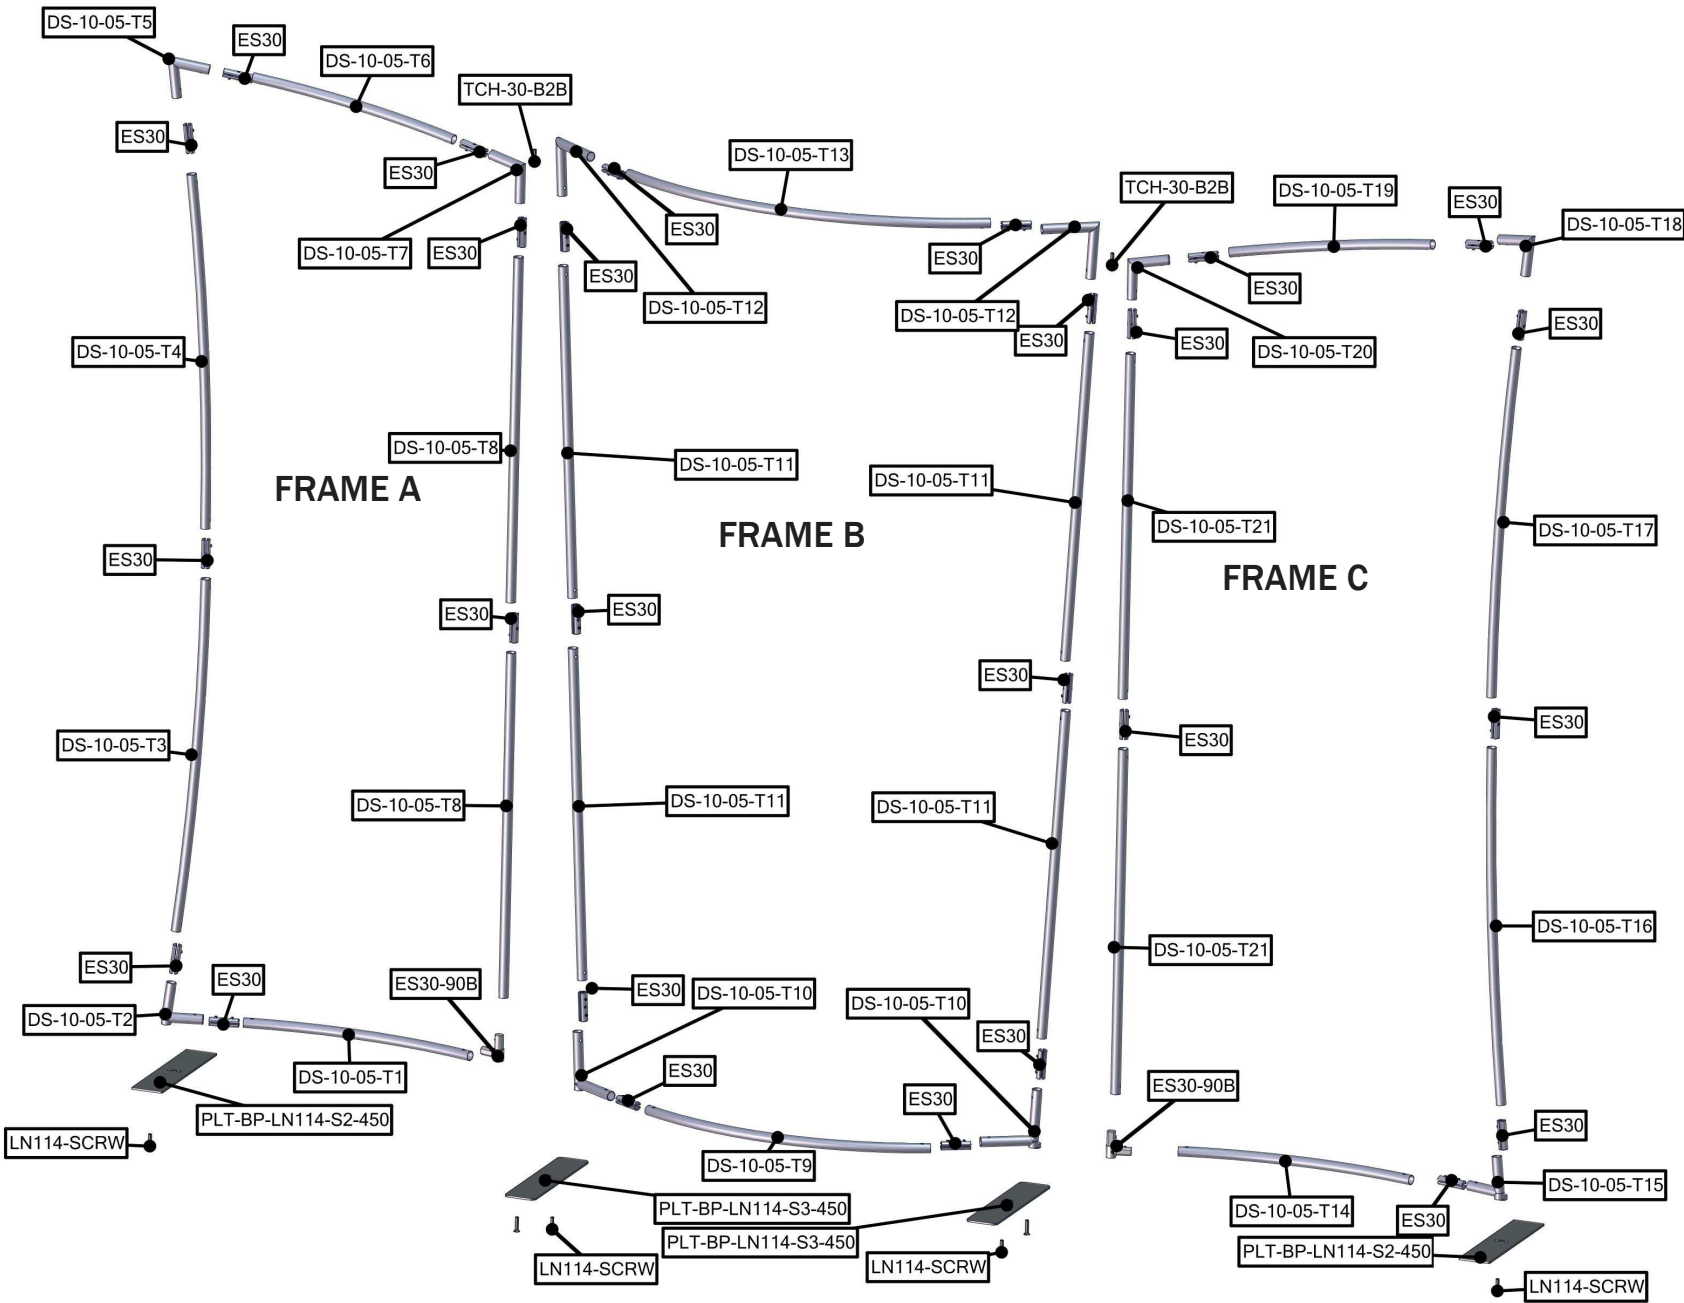 DS-10-05-T5
ES30
DS-10-05-T6
TCH-30-B2B
ES30
ES30
DS-10-05-T13
TCH-30-B2B
DS-10-05-T19
ES30
DS-10-05-T18
DS-10-05-T7
ES30
ES30
ES30
DS-10-05-T12
ES30
DS-10-05-T12
ES30
ES30
ES30
DS-10-05-T20
ES30
DS-10-05-T4
DS-10-05-T8
DS-10-05-T11
DS-10-05-T11
FRAME A
FRAME B
DS-10-05-T21
DS-10-05-T17
FRAME C
ES30
ES30
ES30
ES30
ES30
ES30
DS-10-05-T3
DS-10-05-T8
DS-10-05-T11
DS-10-05-T11
DS-10-05-T16
DS-10-05-T21
ES30
ES30
ES30-90B
ES30
DS-10-05-T10
DS-10-05-T10
DS-10-05-T2
ES30
DS-10-05-T1
ES30
ES30
ES30-90B
PLT-BP-LN114-S2-450
LN114-SCRW
DS-10-05-T9
ES30
DS-10-05-T15
PLT-BP-LN114-S3-450
PLT-BP-LN114-S3-450
DS-10-05-T14
ES30
PLT-BP-LN114-S2-450
LN114-SCRW
LN114-SCRW
LN114-SCRW